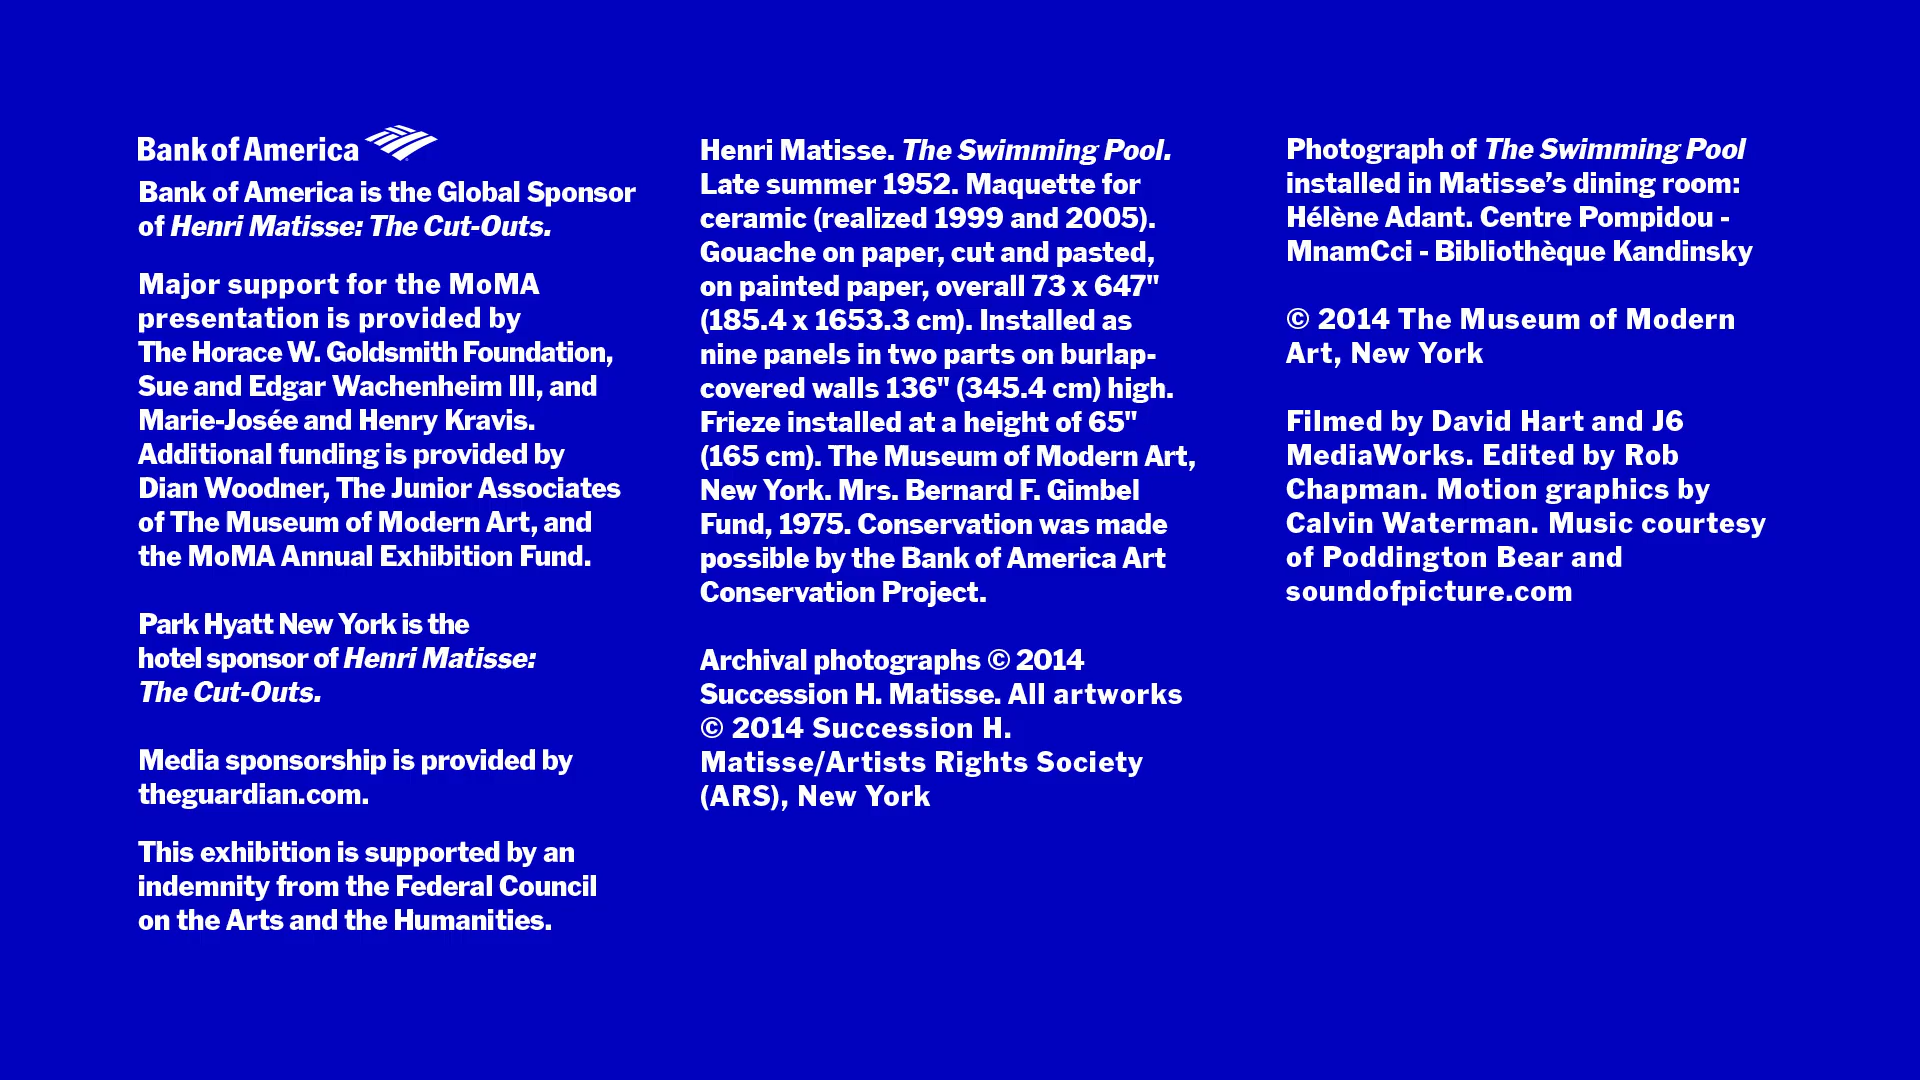 Bank of America
Bank of America is the Global Sponsor
of Henri Matisse: The Cut-Outs.
Major support for the MoMA
presentation is provided by
The Horace W. Goldsmith Foundation,
Sue and Edgar Wachenheim III, and
Marie-Josée and Henry Kravis.
Additional funding is provided by
Dian Woodner, The Junior Associates
of The Museum of Modern Art, and
the MoMA Annual Exhibition Fund.
Park Hyatt New York is the
hotel sponsor of Henri Matisse:
The Cut-Outs.
Media sponsorship is provided by
theguardian.com.
This exhibition is supported by an
indemnity from the Federal Council
on the Arts and the Humanities.
Henri Matisse. The Swimming Pool.
Late summer 1952. Maquette for
ceramic (realized 1999 and 2005).
Gouache on paper, cut and pasted,
on painted paper, overall 73 x 647"
(185.4 x 1653.3 cm). Installed as
nine panels in two parts on burlap-
covered walls 136" (345.4 cm) high.
Frieze installed at a height of 65"
(165 cm). The Museum of Modern Art,
New York. Mrs. Bernard F. Gimbel
Fund, 1975. Conservation was made
possible by the Bank of America Art
Conservation Project.
Archival photographs © 2014
Succession H. Matisse. All artworks
© 2014 Succession H.
Matisse/Artists Rights Society
(ARS), New York
Photograph of The Swimming Pool
installed in Matisse’s dining room:
Hélène Adant. Centre Pompidou -
MnamCci - Bibliothèque Kandinsky
© 2014 The Museum of Modern
Art, New York
Filmed by David Hart and J6
MediaWorks. Edited by Rob
Chapman. Motion graphics by
Calvin Waterman. Music courtesy
of Poddington Bear and
soundofpicture.com